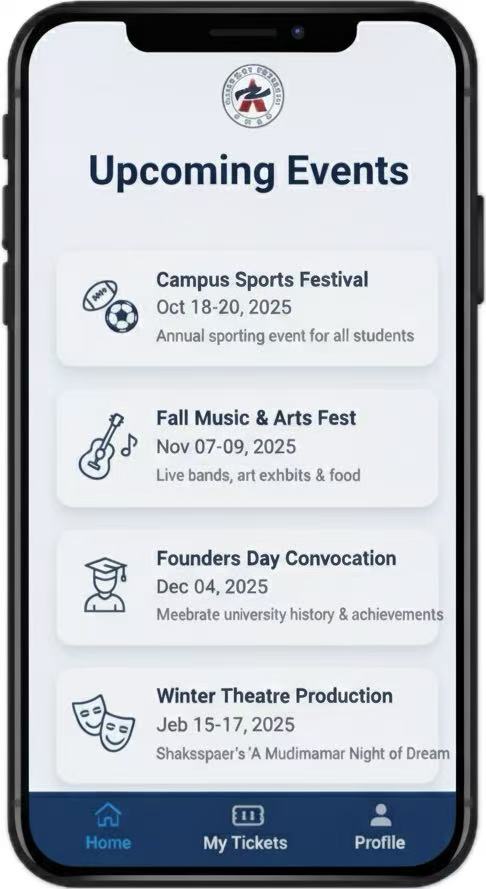 Upcoming Events
Campus Sports Festival
Oct 18-20, 2025
Annual sporting event for all students
Fall Music & Arts Fest
Nov 07-09, 2025
Live bands, art exhbits & food
Founders Day Convocation
Dec 04, 2025
Meebrate university history & achievements
Winter Theatre Production
Jeb 15-17, 2025
Shaksspaer's 'A Mudimamar Night of Dream
Home
My Tickets
Profile